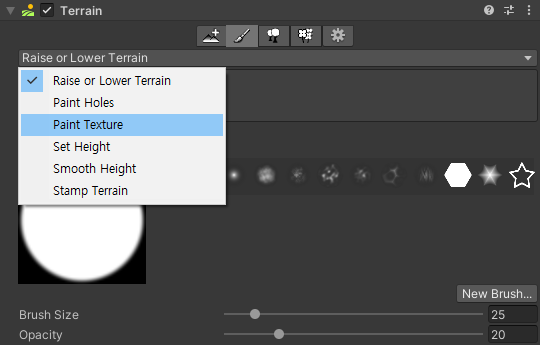 Terrain
Raise or Lower Terrain
Raise or Lower Terrain
Paint Holes
Paint Texture
Set Height
Smooth Height
Stamp Terrain
New Brush...
Brush Size 25
Opacity 20